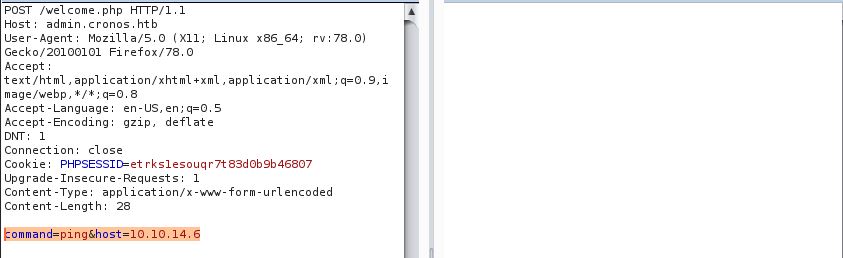 POST /welcome.php HTTP/1.1
Host: admin.cronos.htb
User-Agent: Mozilla/5.0 (X11; Linux x86_64; rv:78.0)
Gecko/20100101 Firefox/78.0
Accept:
text/html,application/xhtml+xml,application/xml;q=0.9,i
mage/webp,*/*;q=0.8
Accept-Language: en-US,en;q=0.5
Accept-Encoding: gzip, deflate
DNT: 1
Connection: close
Cookie: PHPSESSID=etrks1esouqr7t83d0b9b46807
Upgrade-Insecure-Requests: 1
Content-Type: application/x-www-form-urlencoded
Content-Length: 28
command=ping&host=10.10.14.6